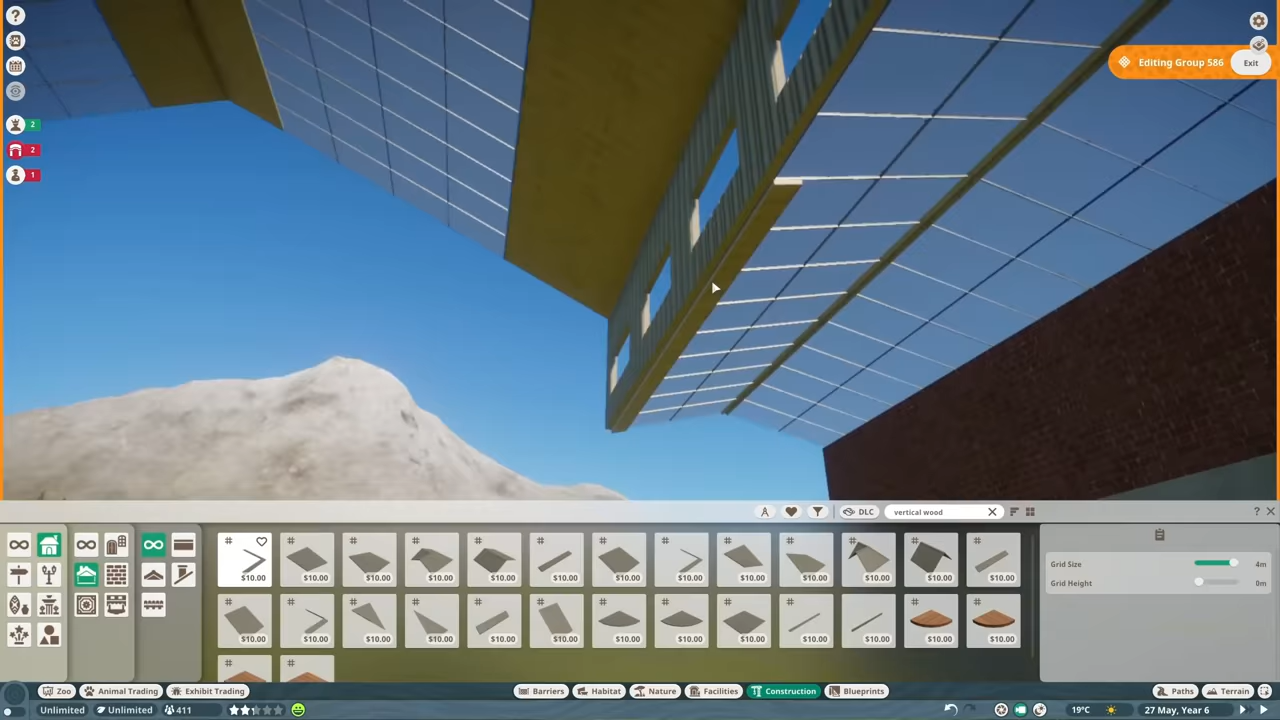 ?
Editing Group 586
Exit
2
2
1
DLC
vertical wood
?
$10.00 $10.00 $10.00 $10.00 $10.00 $10.00 $10.00 $10.00 $10.00 $10.00 $10.00 $10.00 $10.00
$10.00 $10.00 $10.00 $10.00 $10.00 $10.00 $10.00 $10.00 $10.00 $10.00 $10.00 $10.00 $10.00
Grid Size 4m
Grid Height 0m
Zoo Animal Trading Exhibit Trading Barriers Habitat Nature Facilities Construction Blueprints Paths Terrain
Unlimited Unlimited 411 19°C 27 May, Year 6